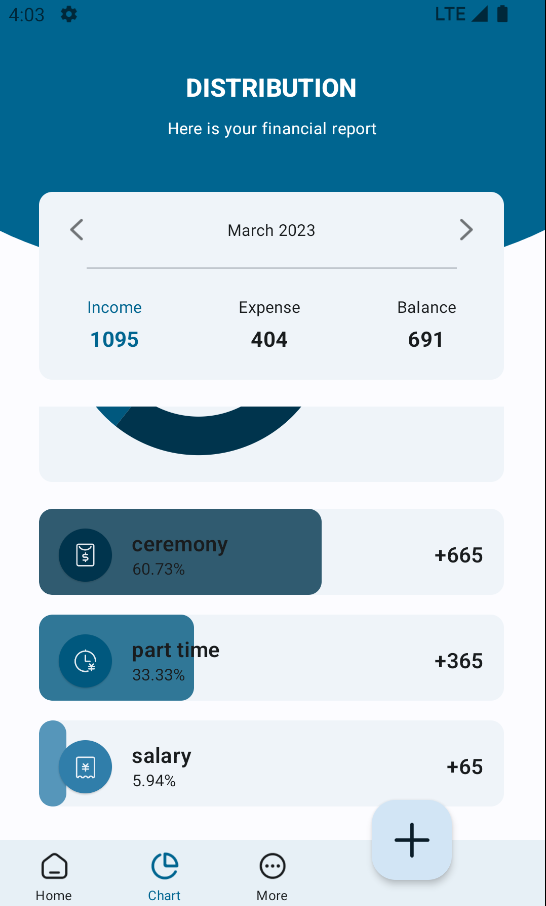 4:03 LTE
DISTRIBUTION
Here is your financial report
March 2023
Income Expense Balance
1095 404 691
ceremony
60.73%
+665
part time
33.33%
+365
salary
5.94%
+65
Home Chart More